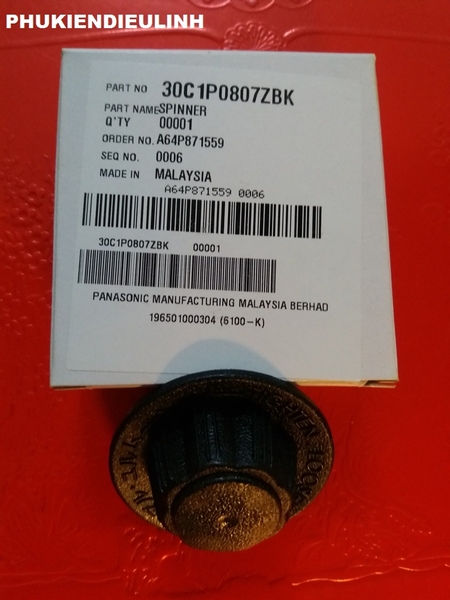 PHUKIENDIEULINH
PART NO 30C1P0807ZBK
PART NAME SPINNER
Q'TY 00001
ORDER NO. A64P871559
SEQ NO. 0006
MADE IN MALAYSIA
A64P871559 0006
30C1P0807ZBK 00001
PANASONIC MANUFACTURING MALAYSIA BERHAD
196501000304 (6100-K)